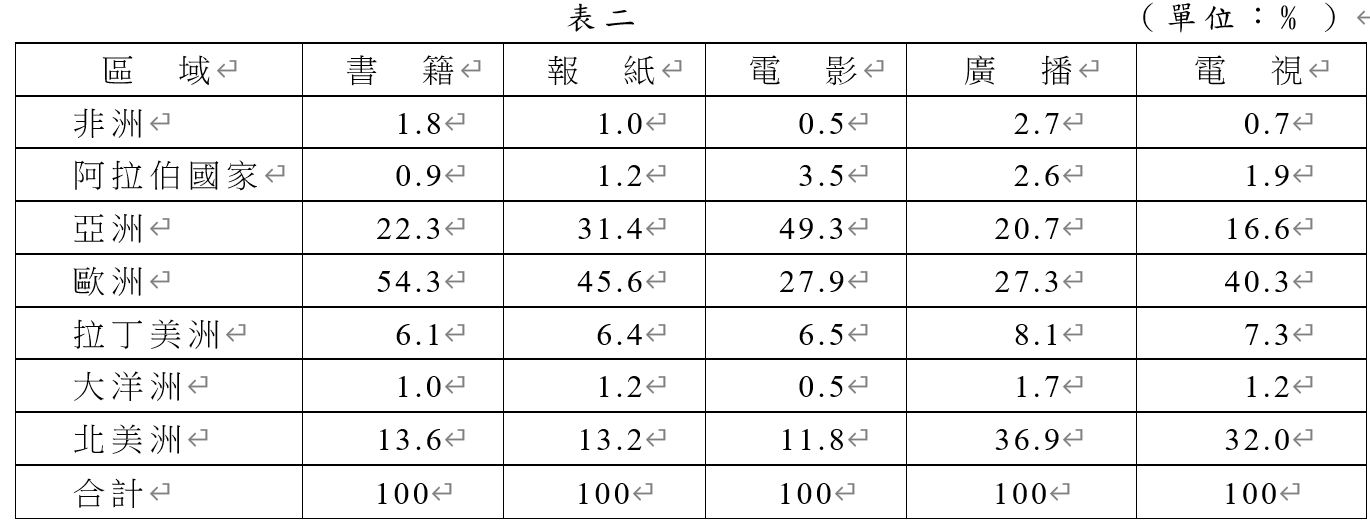 表二 （單位：% ）
區 域 書 籍 報 紙 電 影 廣 播 電 視
非洲 1.8 1.0 0.5 2.7 0.7
阿拉伯國家 0.9 1.2 3.5 2.6 1.9
亞洲 22.3 31.4 49.3 20.7 16.6
歐洲 54.3 45.6 27.9 27.3 40.3
拉丁美洲 6.1 6.4 6.5 8.1 7.3
大洋洲 1.0 1.2 0.5 1.7 1.2
北美洲 13.6 13.2 11.8 36.9 32.0
合計 100 100 100 100 100